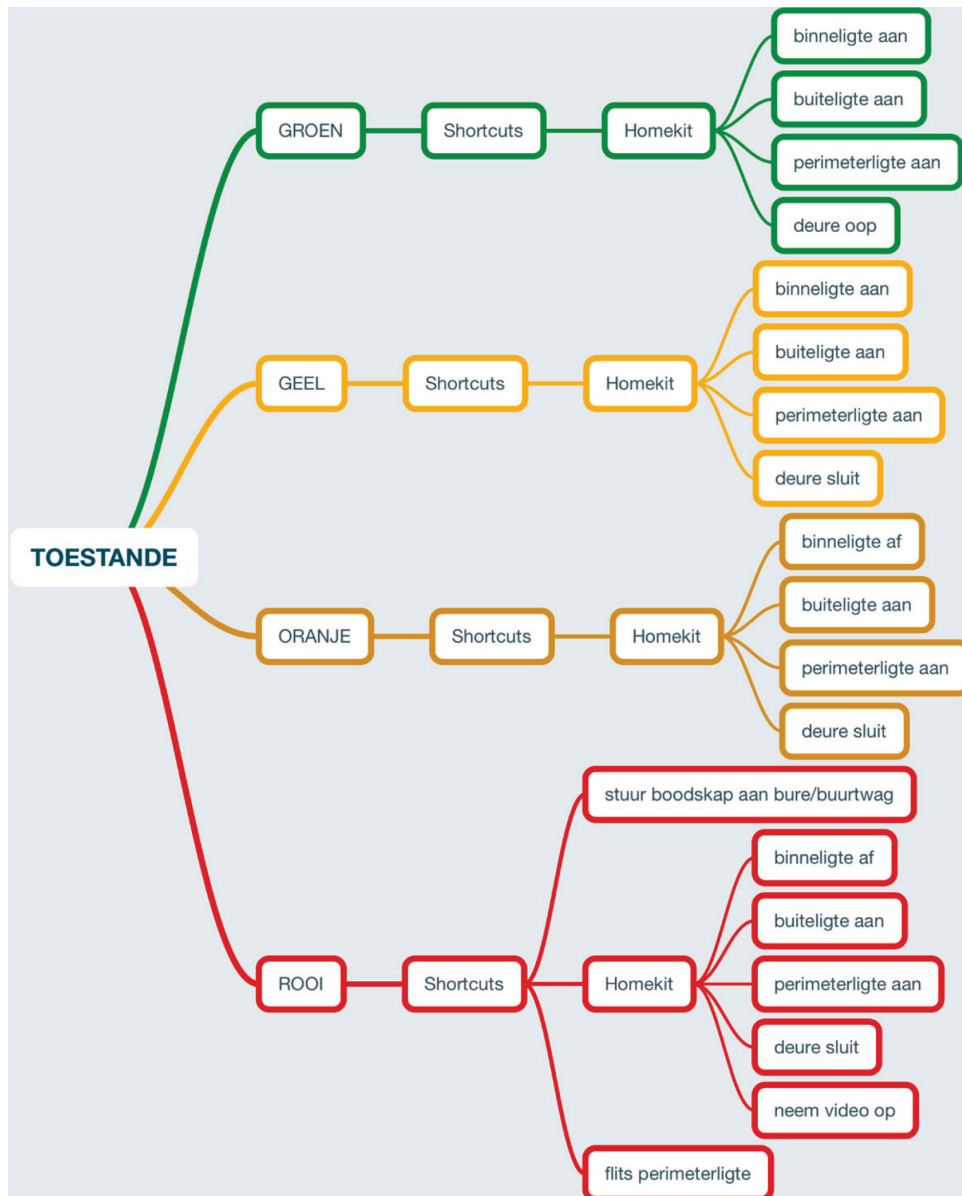 TOESTANDE
GROEN
Shortcuts
Homekit
binneligte aan
buiteligte aan
perimeterligte aan
deure oop
GEEL
Shortcuts
Homekit
binneligte aan
buiteligte aan
perimeterligte aan
deure sluit
ORANJE
Shortcuts
Homekit
binneligte af
buiteligte aan
perimeterligte aan
deure sluit
ROOI
Shortcuts
stuur boodskap aan bure/buurtwag
Homekit
binneligte af
buiteligte aan
perimeterligte aan
deure sluit
neem video op
flits perimeterligte